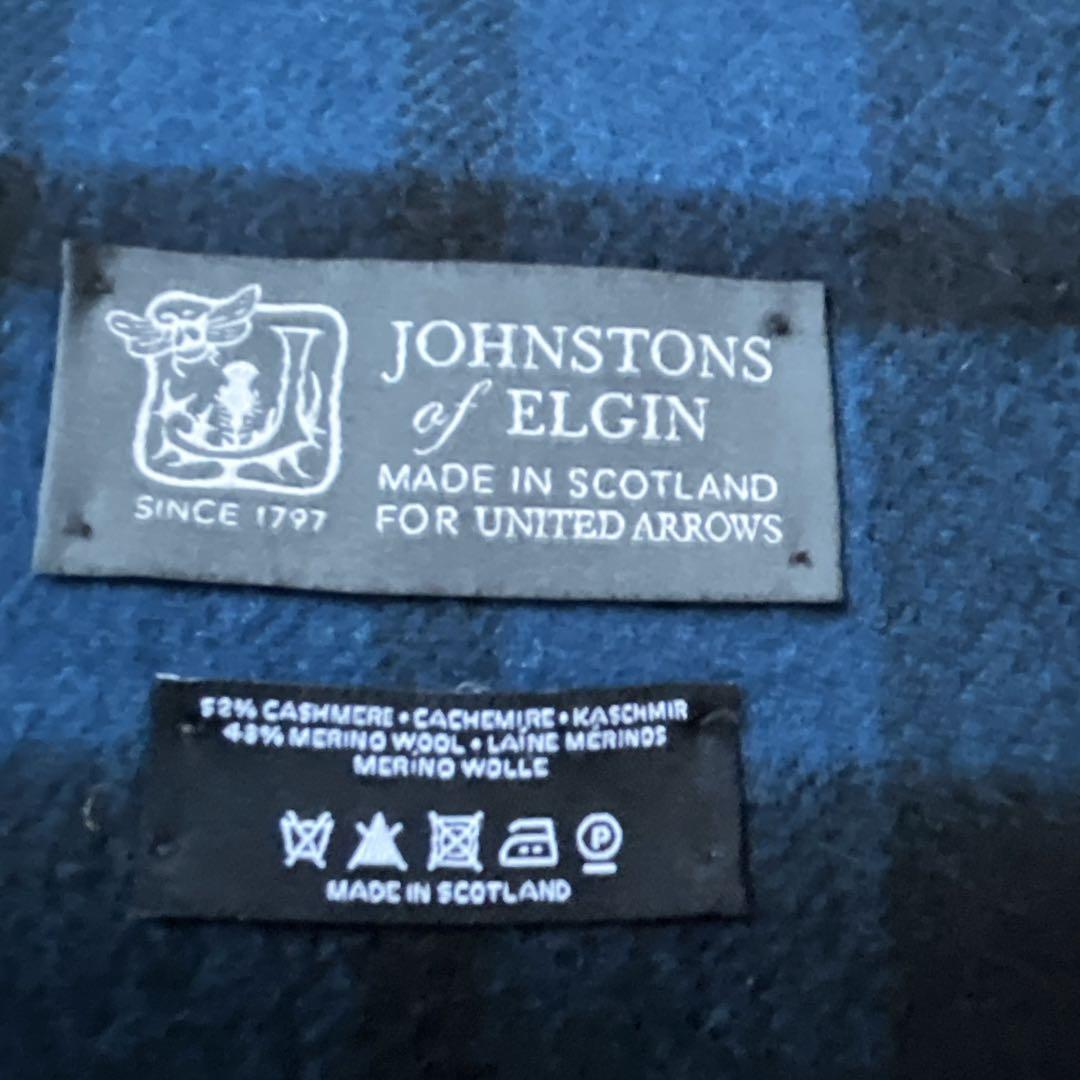 JOHNSTONS
of ELGIN
MADE IN SCOTLAND
FOR UNITED ARROWS
SINCE 1797
52% CASHMERE • CACHEMIRE • KASCHMIR
48% MERINO WOOL • LAINE MÉRINOS
MERINO WOLLE
P
MADE IN SCOTLAND